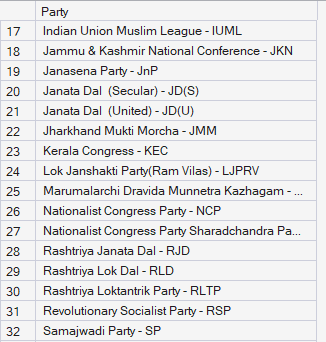 Party
17 Indian Union Muslim League - IUML
18 Jammu & Kashmir National Conference - JKN
19 Janasena Party - JnP
20 Janata Dal (Secular) - JD(S)
21 Janata Dal (United) - JD(U)
22 Jharkhand Mukti Morcha - JMM
23 Kerala Congress - KEC
24 Lok Janshakti Party(Ram Vilas) - LJPRV
25 Marumalarchi Dravida Munnetra Kazhagam - ...
26 Nationalist Congress Party - NCP
27 Nationalist Congress Party Sharadchandra Pa...
28 Rashtriya Janata Dal - RJD
29 Rashtriya Lok Dal - RLD
30 Rashtriya Loktantrik Party - RLTP
31 Revolutionary Socialist Party - RSP
32 Samajwadi Party - SP